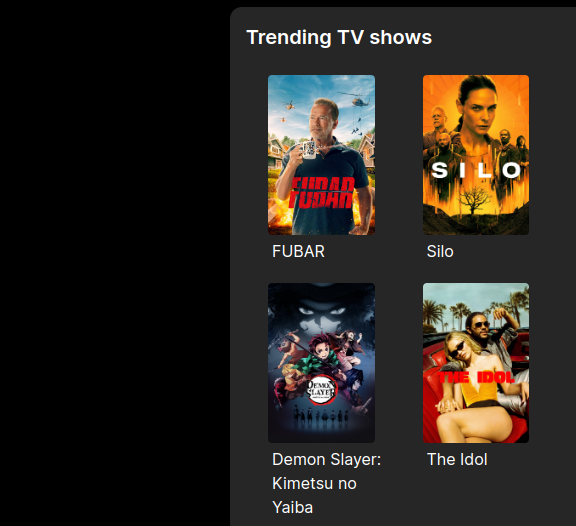 Trending TV shows
FUBAR
SILO
FUBAR
Silo
DEMON
SLAYER
THE IDOL
Demon Slayer:
Kimetsu no
Yaiba
The Idol